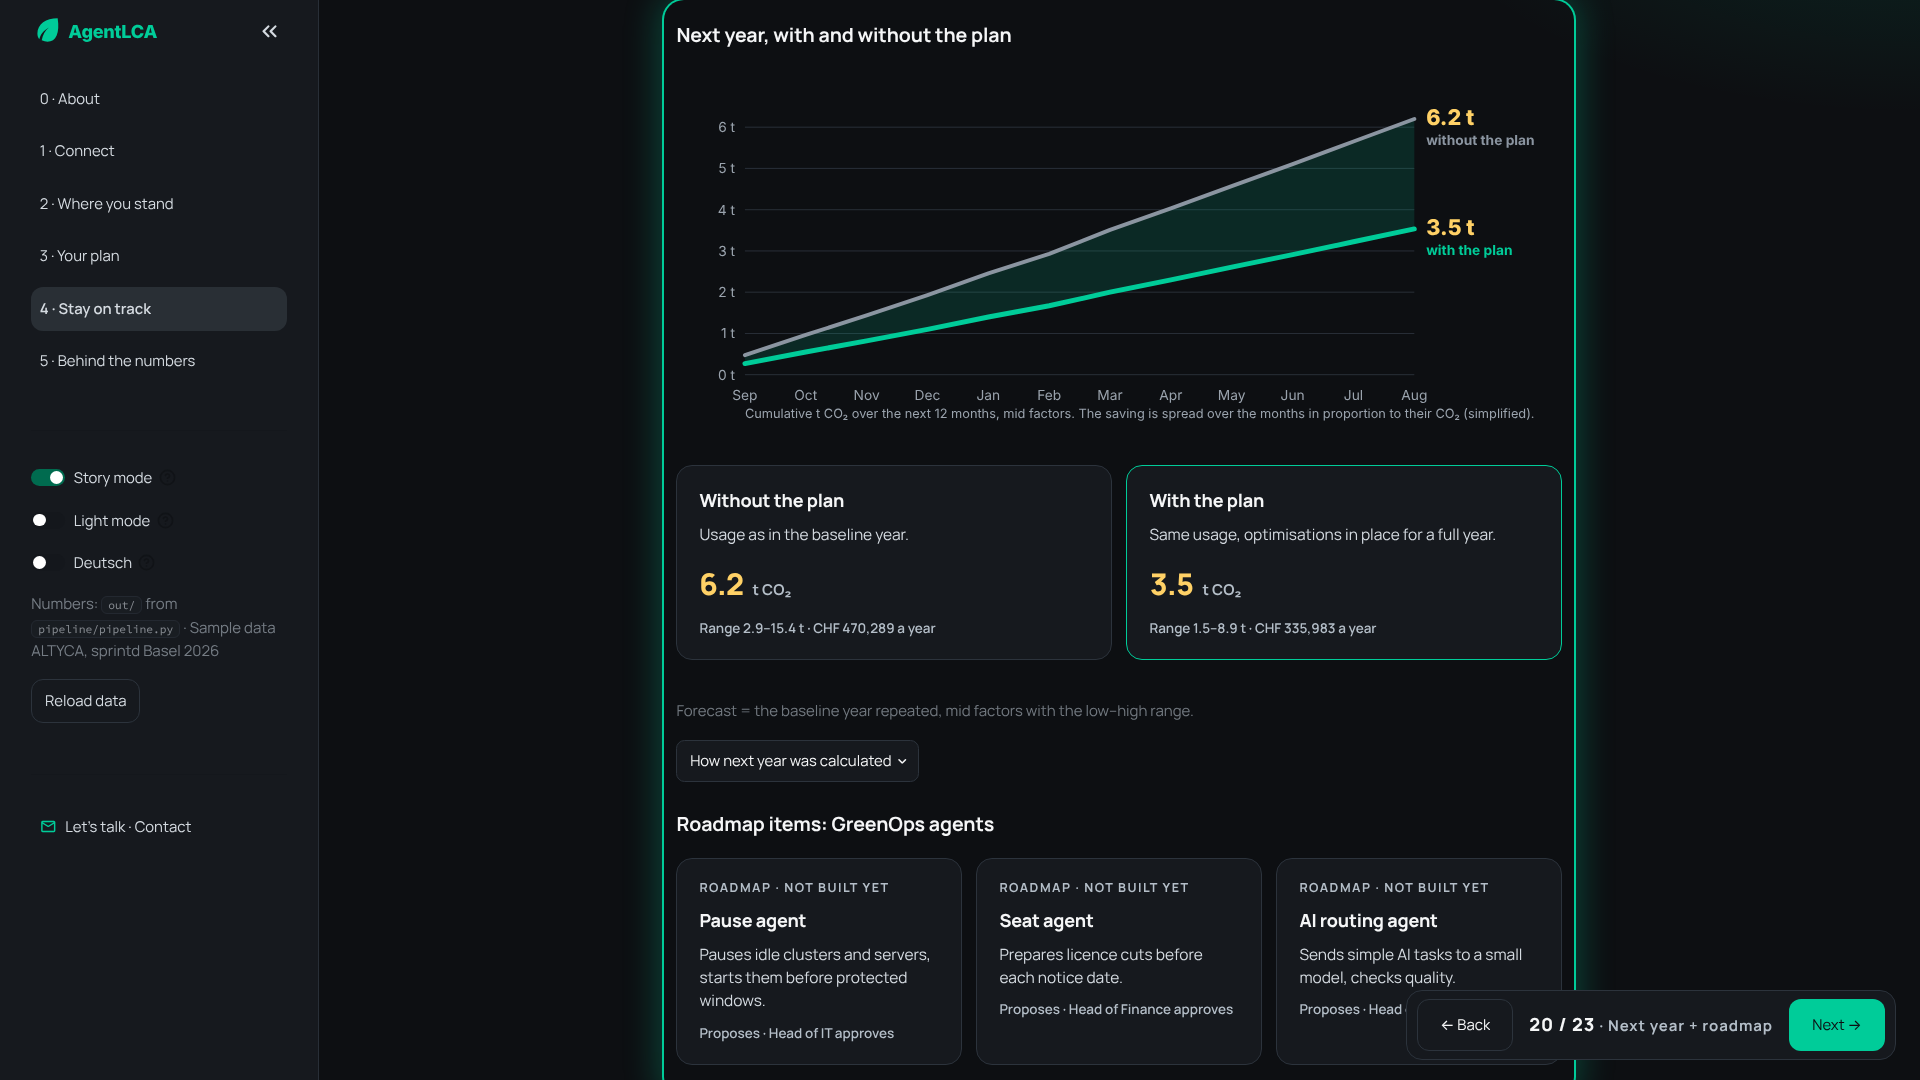 AgentLCA
0 · About
1 · Connect
2 · Where you stand
3 · Your plan
4 · Stay on track
5 · Behind the numbers
Story mode
Light mode
Deutsch
Numbers: out/ from
pipeline/pipeline.py · Sample data
ALTYCA, sprintd Basel 2026
Reload data
Let's talk · Contact
Next year, with and without the plan
6 t
5 t
4 t
3 t
2 t
1 t
0 t
6.2 t
without the plan
3.5 t
with the plan
Sep Oct Nov Dec Jan Feb Mar Apr May Jun Jul Aug
Cumulative t CO₂ over the next 12 months, mid factors. The saving is spread over the months in proportion to their CO₂ (simplified).
Without the plan
Usage as in the baseline year.
6.2 t CO₂
Range 2.9–15.4 t · CHF 470,289 a year
With the plan
Same usage, optimisations in place for a full year.
3.5 t CO₂
Range 1.5–8.9 t · CHF 335,983 a year
Forecast = the baseline year repeated, mid factors with the low–high range.
How next year was calculated
Roadmap items: GreenOps agents
ROADMAP · NOT BUILT YET
Pause agent
Pauses idle clusters and servers,
starts them before protected
windows.
Proposes · Head of IT approves
ROADMAP · NOT BUILT YET
Seat agent
Prepares licence cuts before
each notice date.
Proposes · Head of Finance approves
ROADMAP · NOT BUILT YET
AI routing agent
Sends simple AI tasks to a small
model, checks quality.
Proposes · Head
← Back
20 / 23 · Next year + roadmap
Next →